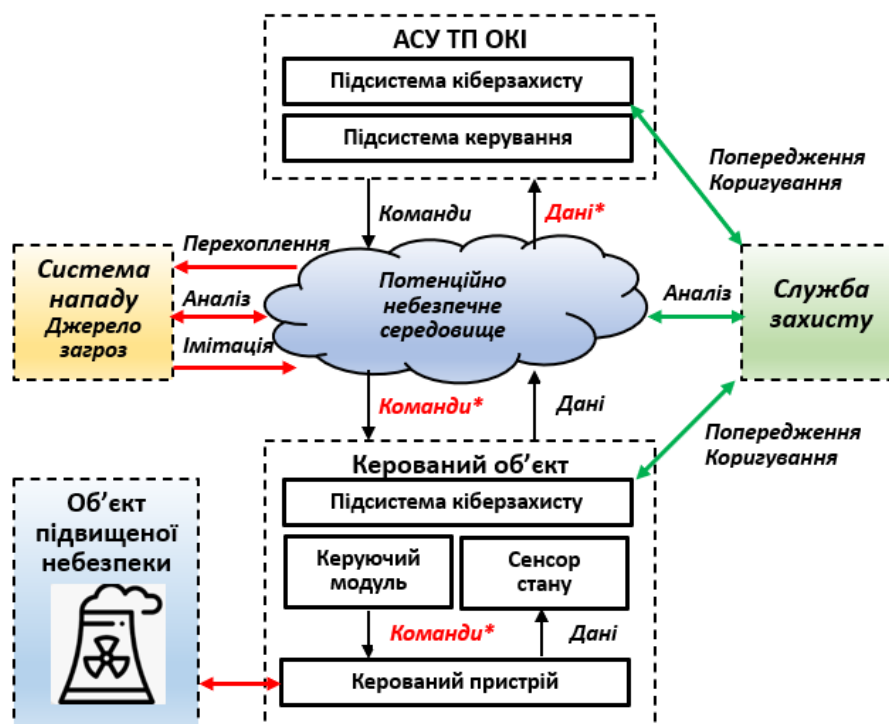 АСУ ТП ОКІ
Підсистема кіберзахисту
Підсистема керування
Попередження
Коригування
Команди
Дані*
Перехоплення
Система
нападу
Джерело
загроз
Аналіз
Імітація
Потенційно
небезпечне
середовище
Аналіз
Служба
захисту
Команди*
Дані
Попередження
Коригування
Керований об’єкт
Підсистема кіберзахисту
Об’єкт
підвищеної
небезпеки
Керуючий
модуль
Сенсор
стану
Команди*
Дані
Керований пристрій